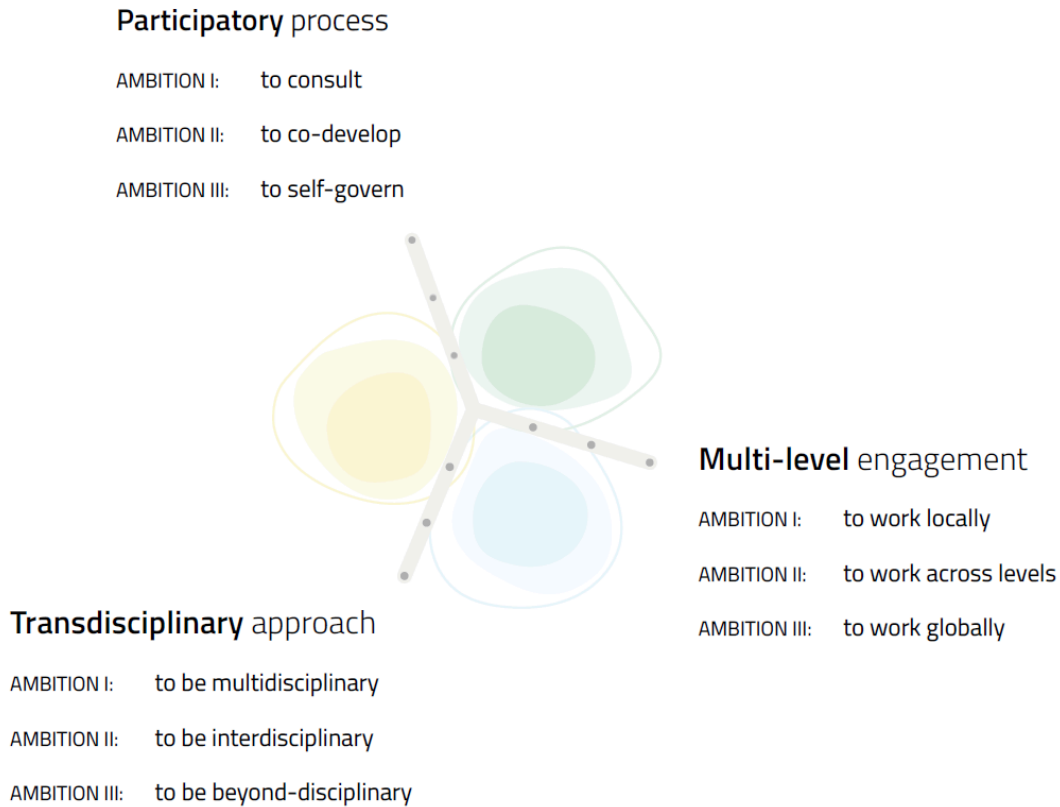 Participatory process
AMBITION I: to consult
AMBITION II: to co-develop
AMBITION III: to self-govern
Multi-level engagement
AMBITION I: to work locally
AMBITION II: to work across levels
AMBITION III: to work globally
Transdisciplinary approach
AMBITION I: to be multidisciplinary
AMBITION II: to be interdisciplinary
AMBITION III: to be beyond-disciplinary